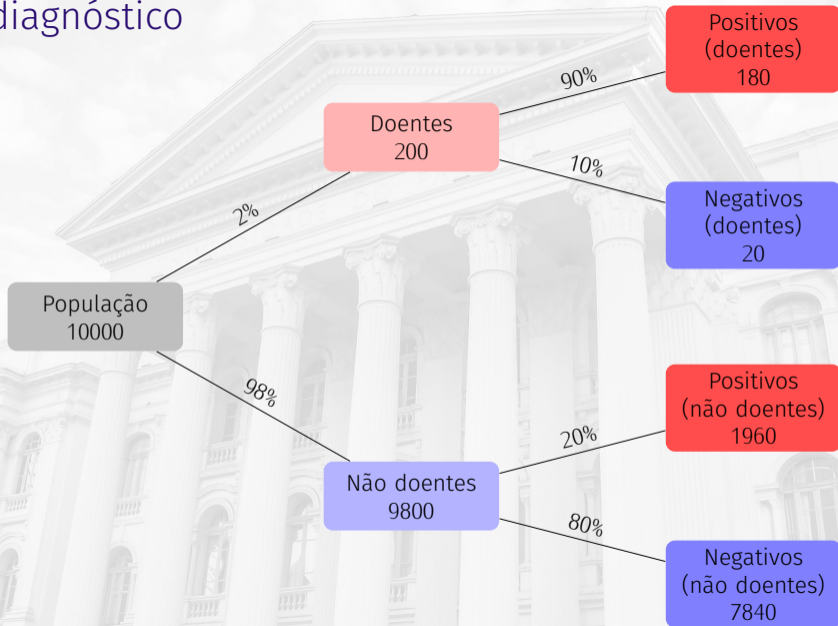 diagnóstico
Positivos
(doentes)
180
90%
Doentes
200
10%
Negativos
(doentes)
20
2%
População
10000
98%
Positivos
(não doentes)
1960
20%
Não doentes
9800
80%
Negativos
(não doentes)
7840